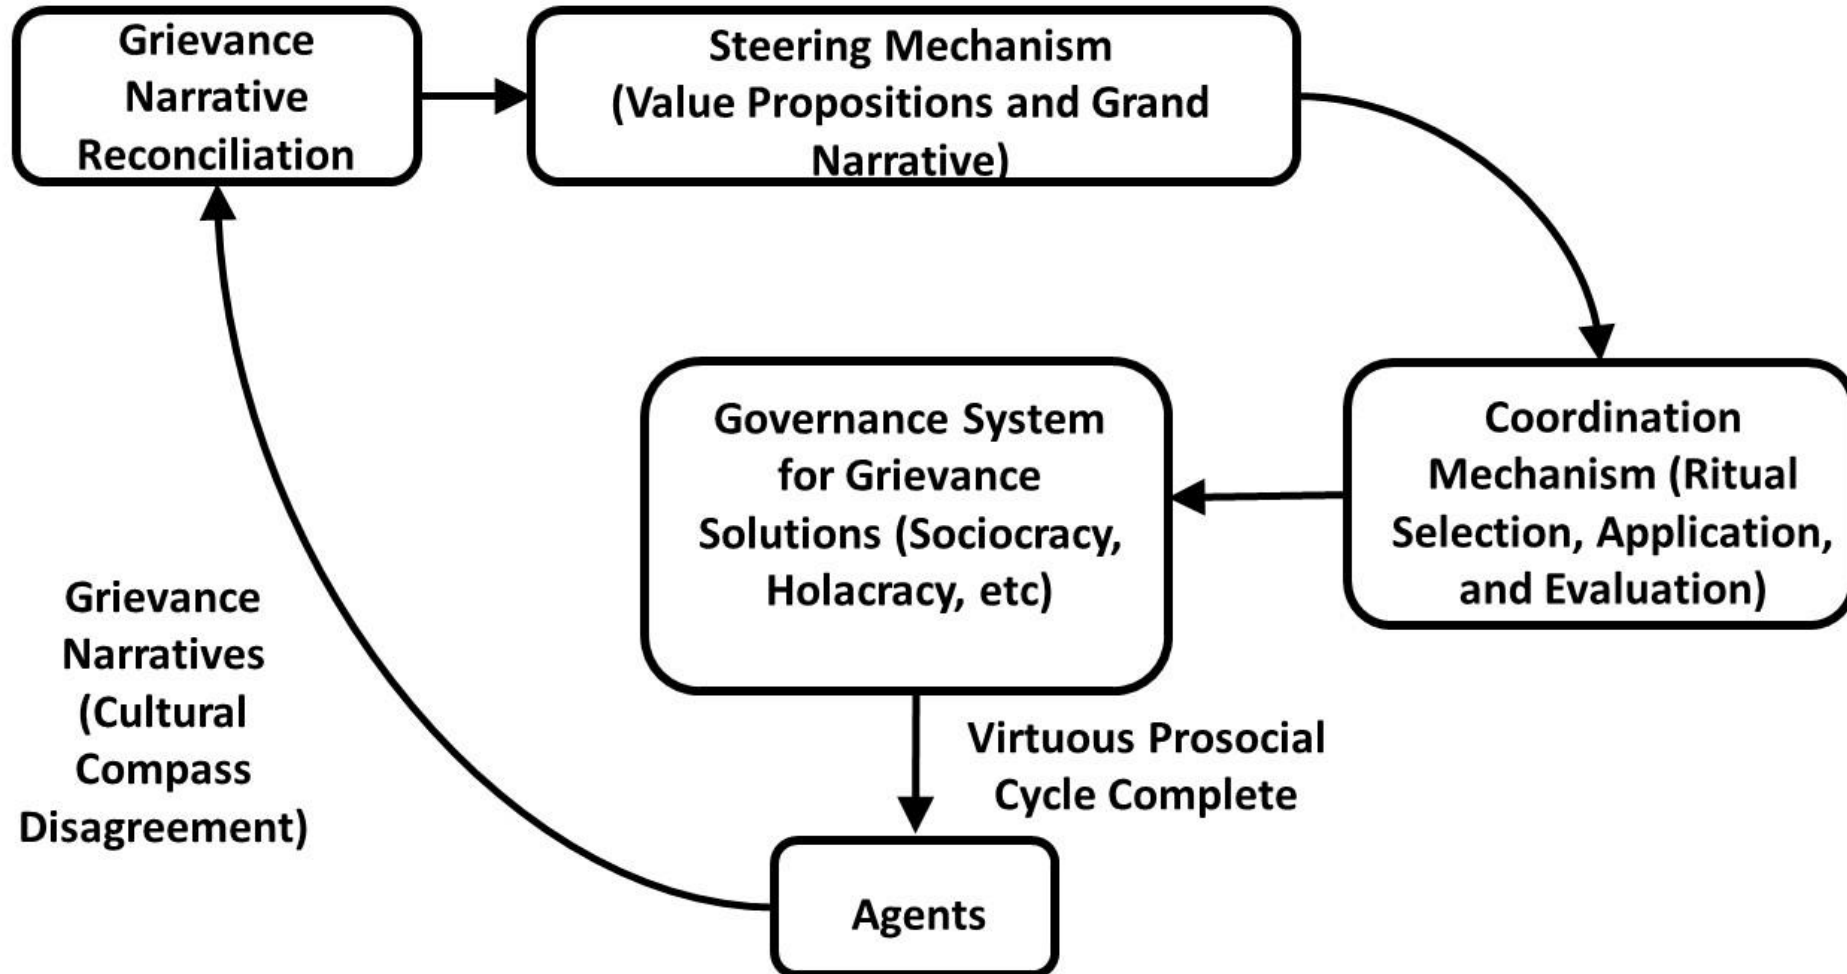 Grievance
Narrative
Reconciliation
Steering Mechanism
(Value Propositions and Grand
Narrative)
Coordination
Mechanism (Ritual
Selection, Application,
and Evaluation)
Governance System
for Grievance
Solutions (Sociocracy,
Holacracy, etc)
Virtuous Prosocial
Cycle Complete
Agents
Grievance
Narratives
(Cultural
Compass
Disagreement)